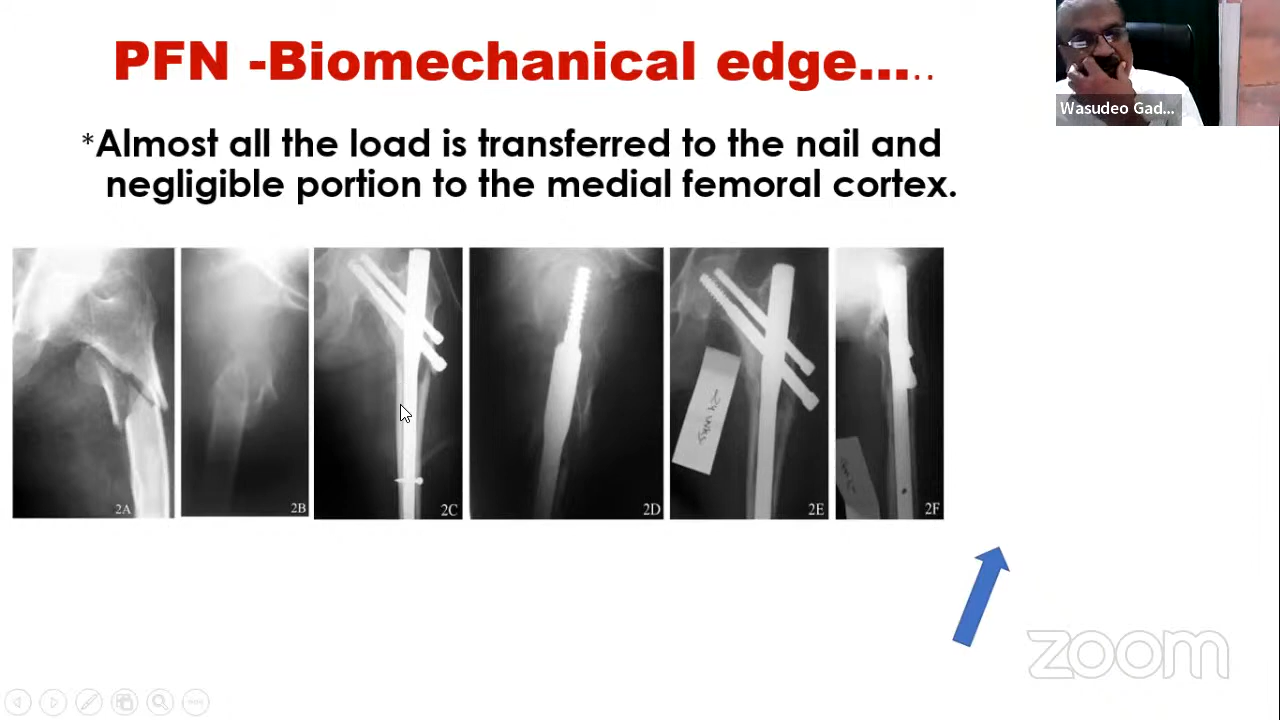 PFN -Biomechanical edge.....
Wasudeo Gad...
*Almost all the load is transferred to the nail and
negligible portion to the medial femoral cortex.
2A
2B
2C
2D
2E
2F
zoom